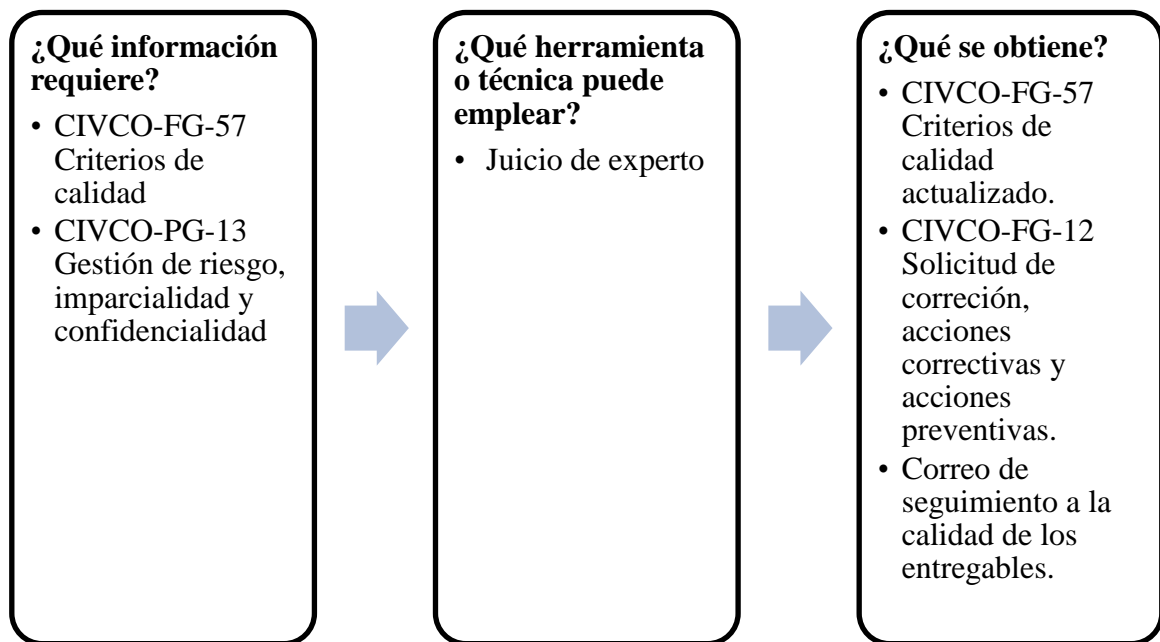 ¿Qué información
requiere?
• CIVCO-FG-57
Criterios de
calidad
• CIVCO-PG-13
Gestión de riesgo,
imparcialidad y
confidencialidad
¿Qué herramienta
o técnica puede
emplear?
• Juicio de experto
¿Qué se obtiene?
• CIVCO-FG-57
Criterios de
calidad
actualizado.
• CIVCO-FG-12
Solicitud de
correción,
acciones
correctivas y
acciones
preventivas.
• Correo de
seguimiento a la
calidad de los
entregables.